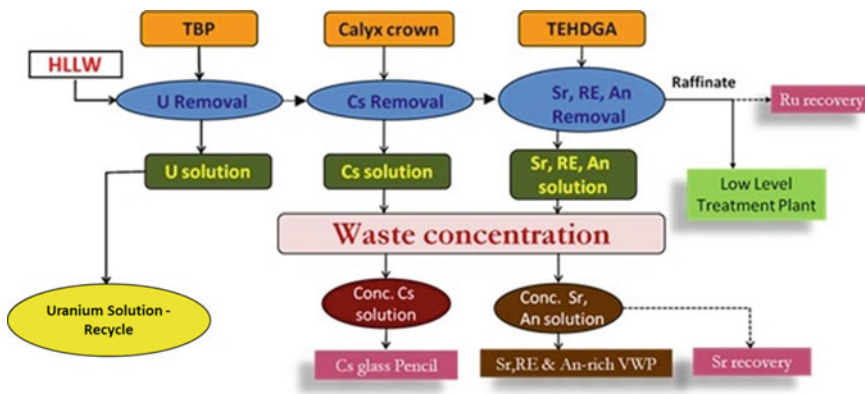 TBP
Calyx crown
TEHDGA
HLLW
U Removal
Cs Removal
Sr, RE, An
Removal
Raffinate
Ru recovery
U solution
Cs solution
Sr, RE, An
solution
Low Level
Treatment Plant
Waste concentration
Uranium Solution -
Recycle
Conc. Cs
solution
Conc. Sr,
An solution
Cs glass Pencil
Sr,RE & An-rich VWP
Sr recovery